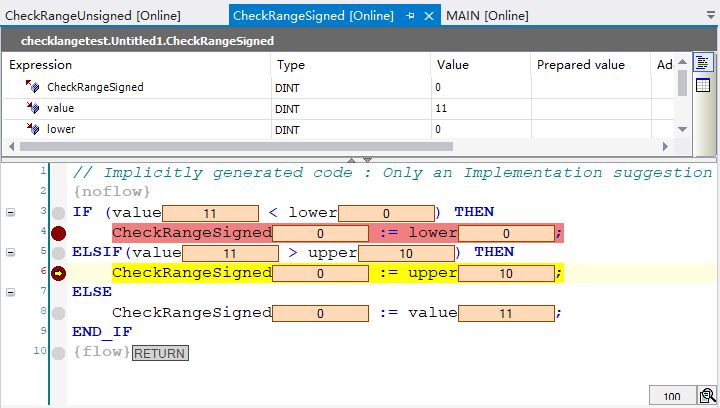 CheckRangeUnsigned [Online] CheckRangeSigned [Online] MAIN [Online]
checklangetest.Untitled1.CheckRangeSigned
Expression Type Value Prepared value Ad
CheckRangeSigned DINT 0
value DINT 11
lower DINT 0
1 // Implicitly generated code : Only an Implementation suggestion
2 {noflow}
3 IF (value 11 < lower 0 ) THEN
4 CheckRangeSigned 0 := lower 0 ;
5 ELSIF(value 11 > upper 10 ) THEN
6 CheckRangeSigned 0 := upper 10 ;
7 ELSE
8 CheckRangeSigned 0 := value 11 ;
9 END_IF
10 {flow} RETURN
100